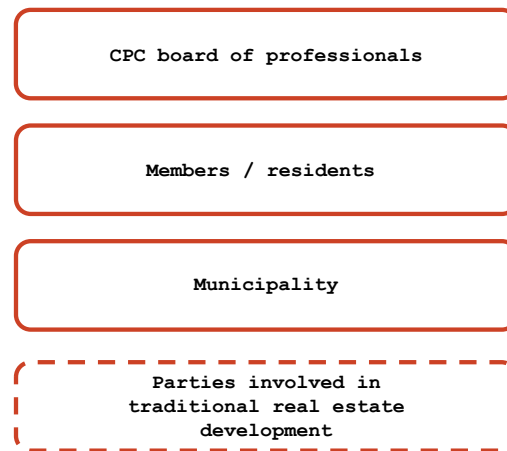 CPC board of professionals
Members / residents
Municipality
Parties involved in
traditional real estate
development